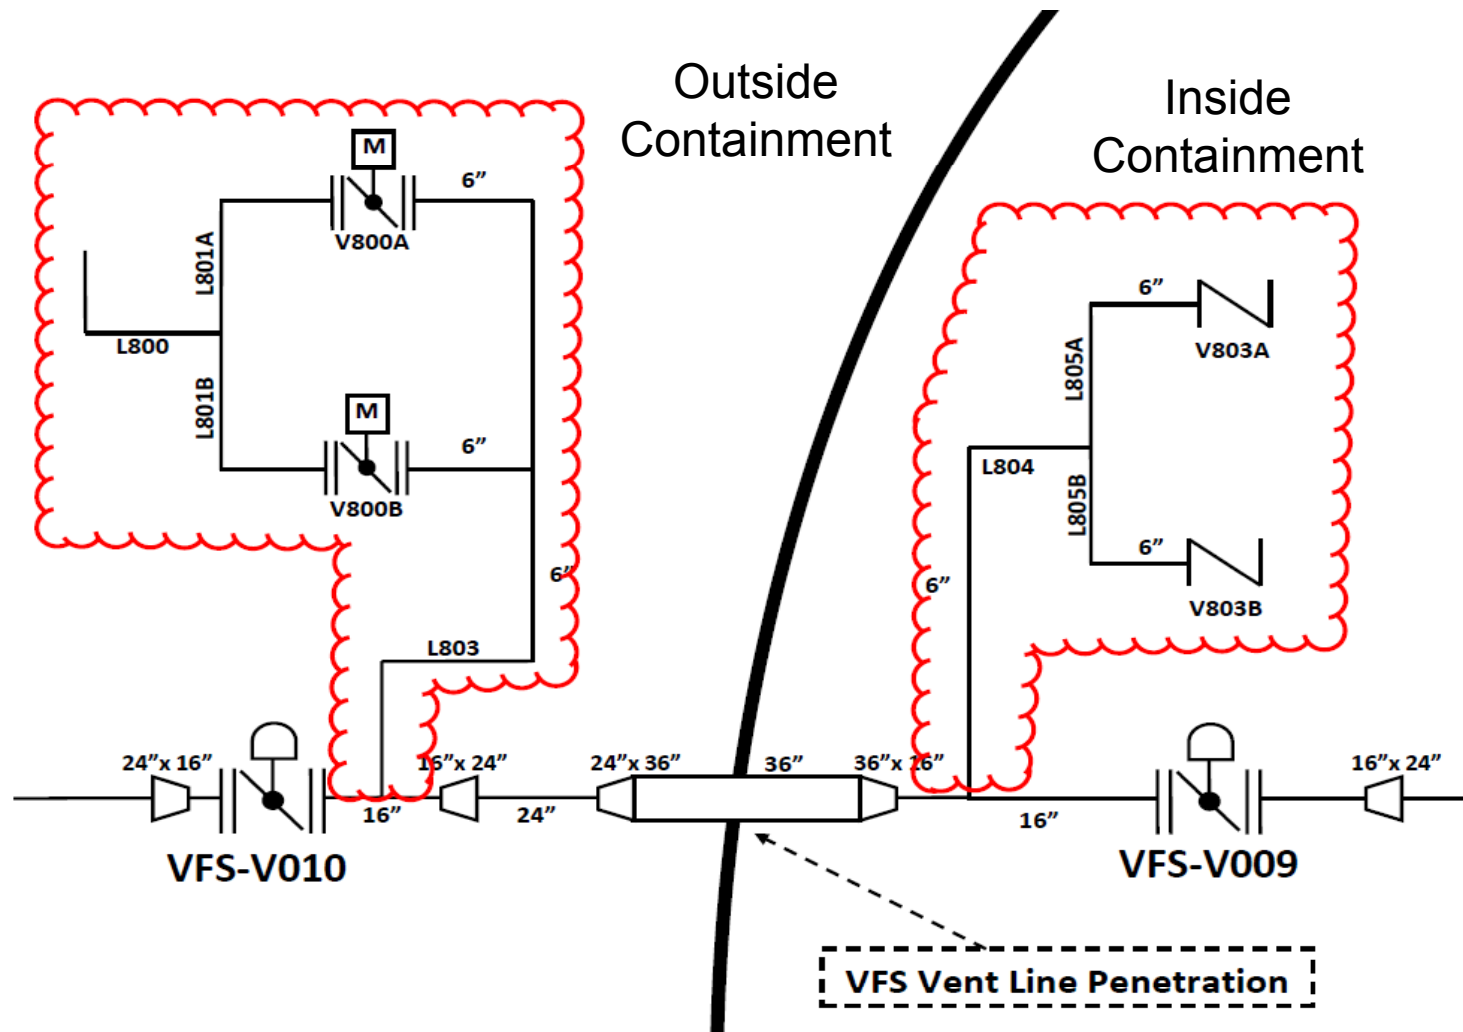 Outside
Containment
Inside
Containment
M
6”
V800A
L801A
L800
L801B
M
6”
V800B
6”
L803
6”
V803A
L805A
L804
L805B
6”
V803B
6”
24”x 16”
16”x 24”
24”x 36”
36”
36”x 16”
16”x 24”
16”
24”
16”
VFS-V010
VFS-V009
VFS Vent Line Penetration